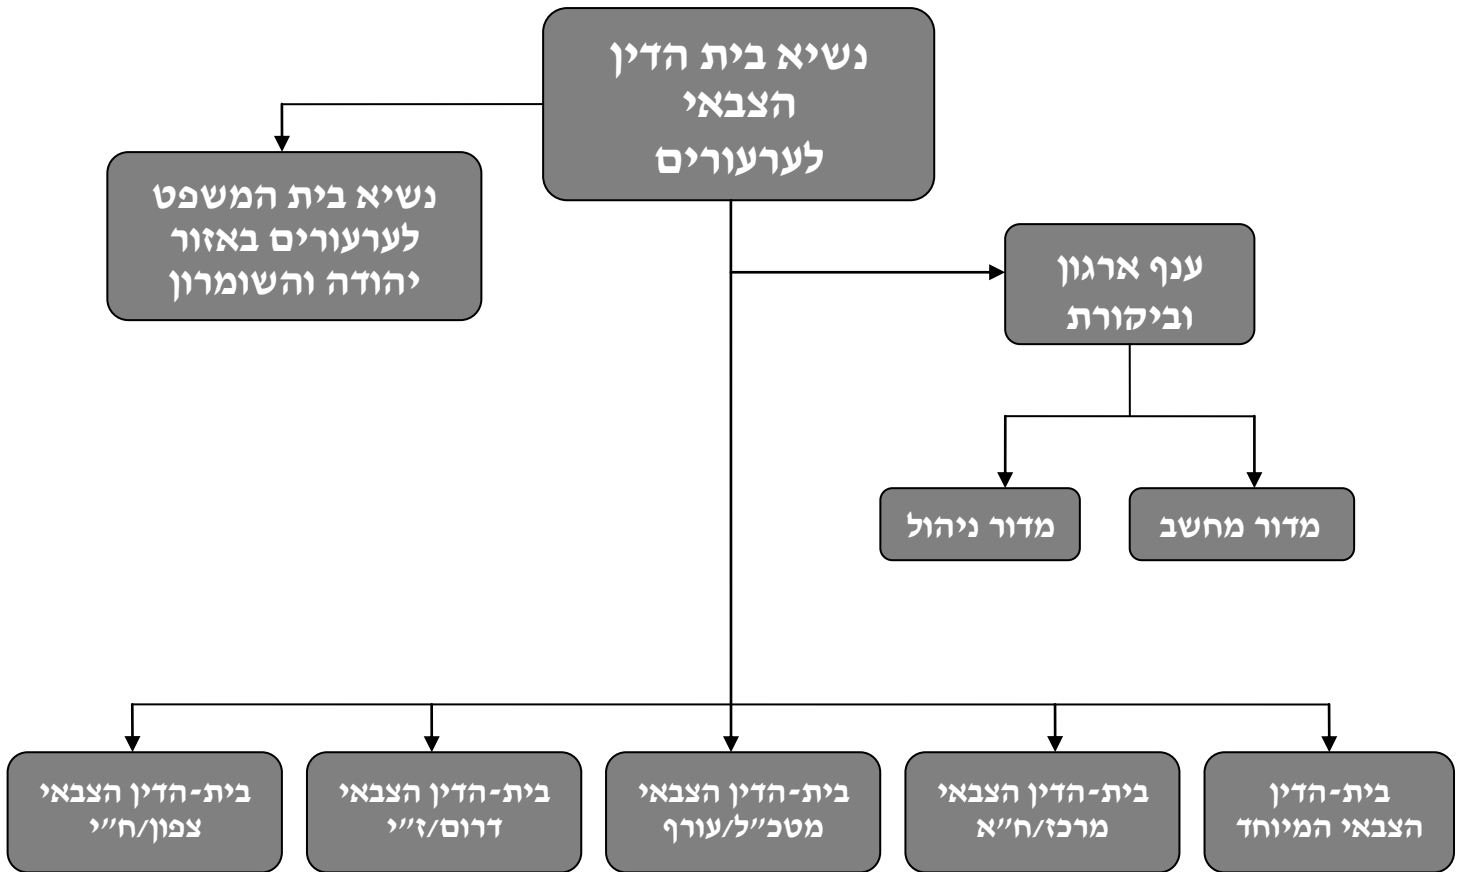 נשיא בית הדין
הצבאי
לערעורים
נשיא בית המשפט
לערעורים באזור
יהודה והשומרון
ענף ארגון
וביקורת
מדור מחשב
מדור ניהול
בית-הדין
הצבאי המיוחד
בית-הדין הצבאי
מרכז/ח״א
בית-הדין הצבאי
מטכ״ל/עורף
בית-הדין הצבאי
דרום/ז״י
בית-הדין הצבאי
צפון/ח״י